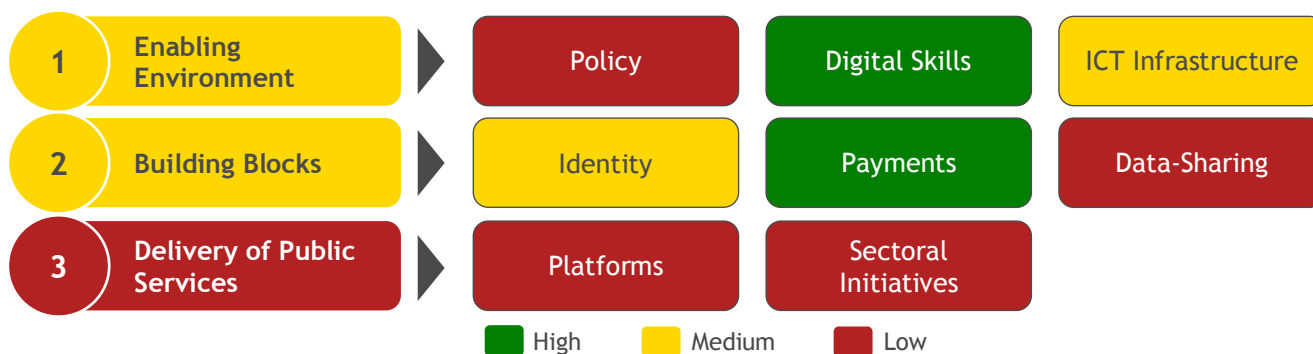 1
Enabling
Environment
Policy
Digital Skills
ICT Infrastructure
2
Building Blocks
Identity
Payments
Data-Sharing
3
Delivery of Public
Services
Platforms
Sectoral
Initiatives
High
Medium
Low